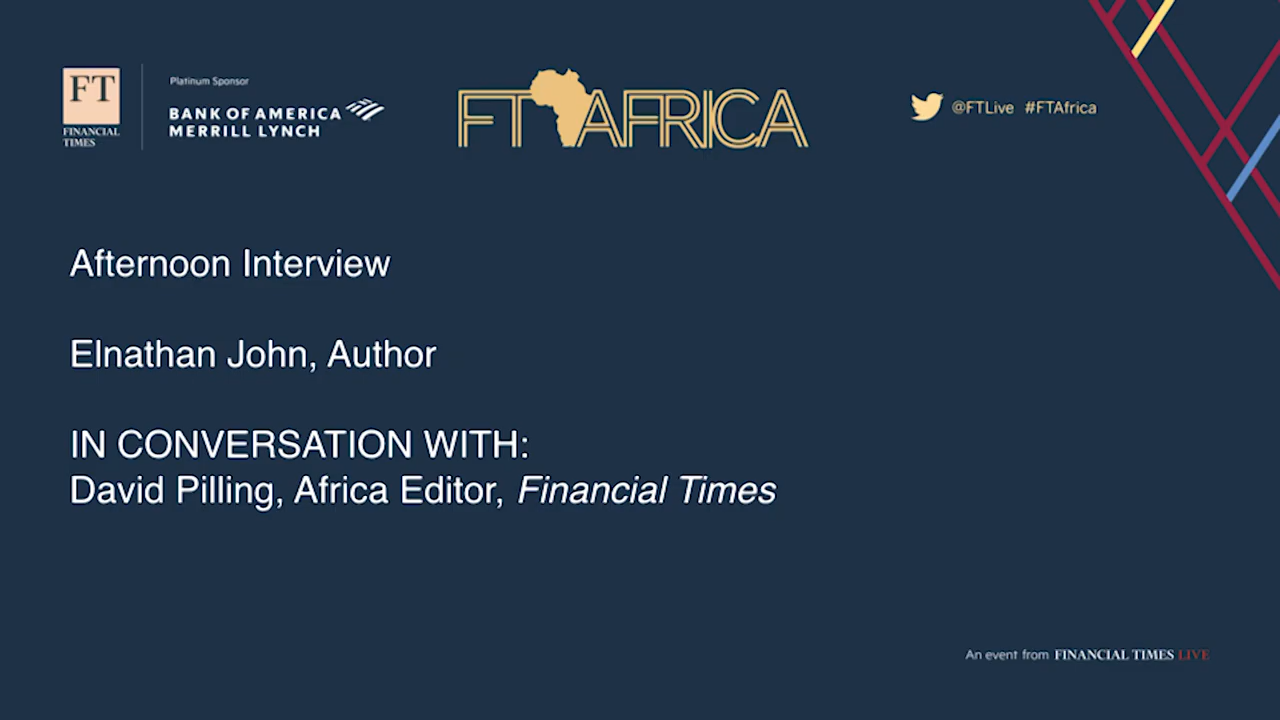 FT
FINANCIAL
TIMES
Platinum Sponsor
BANK OF AMERICA
MERRILL LYNCH
FT AFRICA
@FTLive #FTAfrica
Afternoon Interview
Elnathan John, Author
IN CONVERSATION WITH:
David Pilling, Africa Editor, Financial Times
An event from FINANCIAL TIMES LIVE